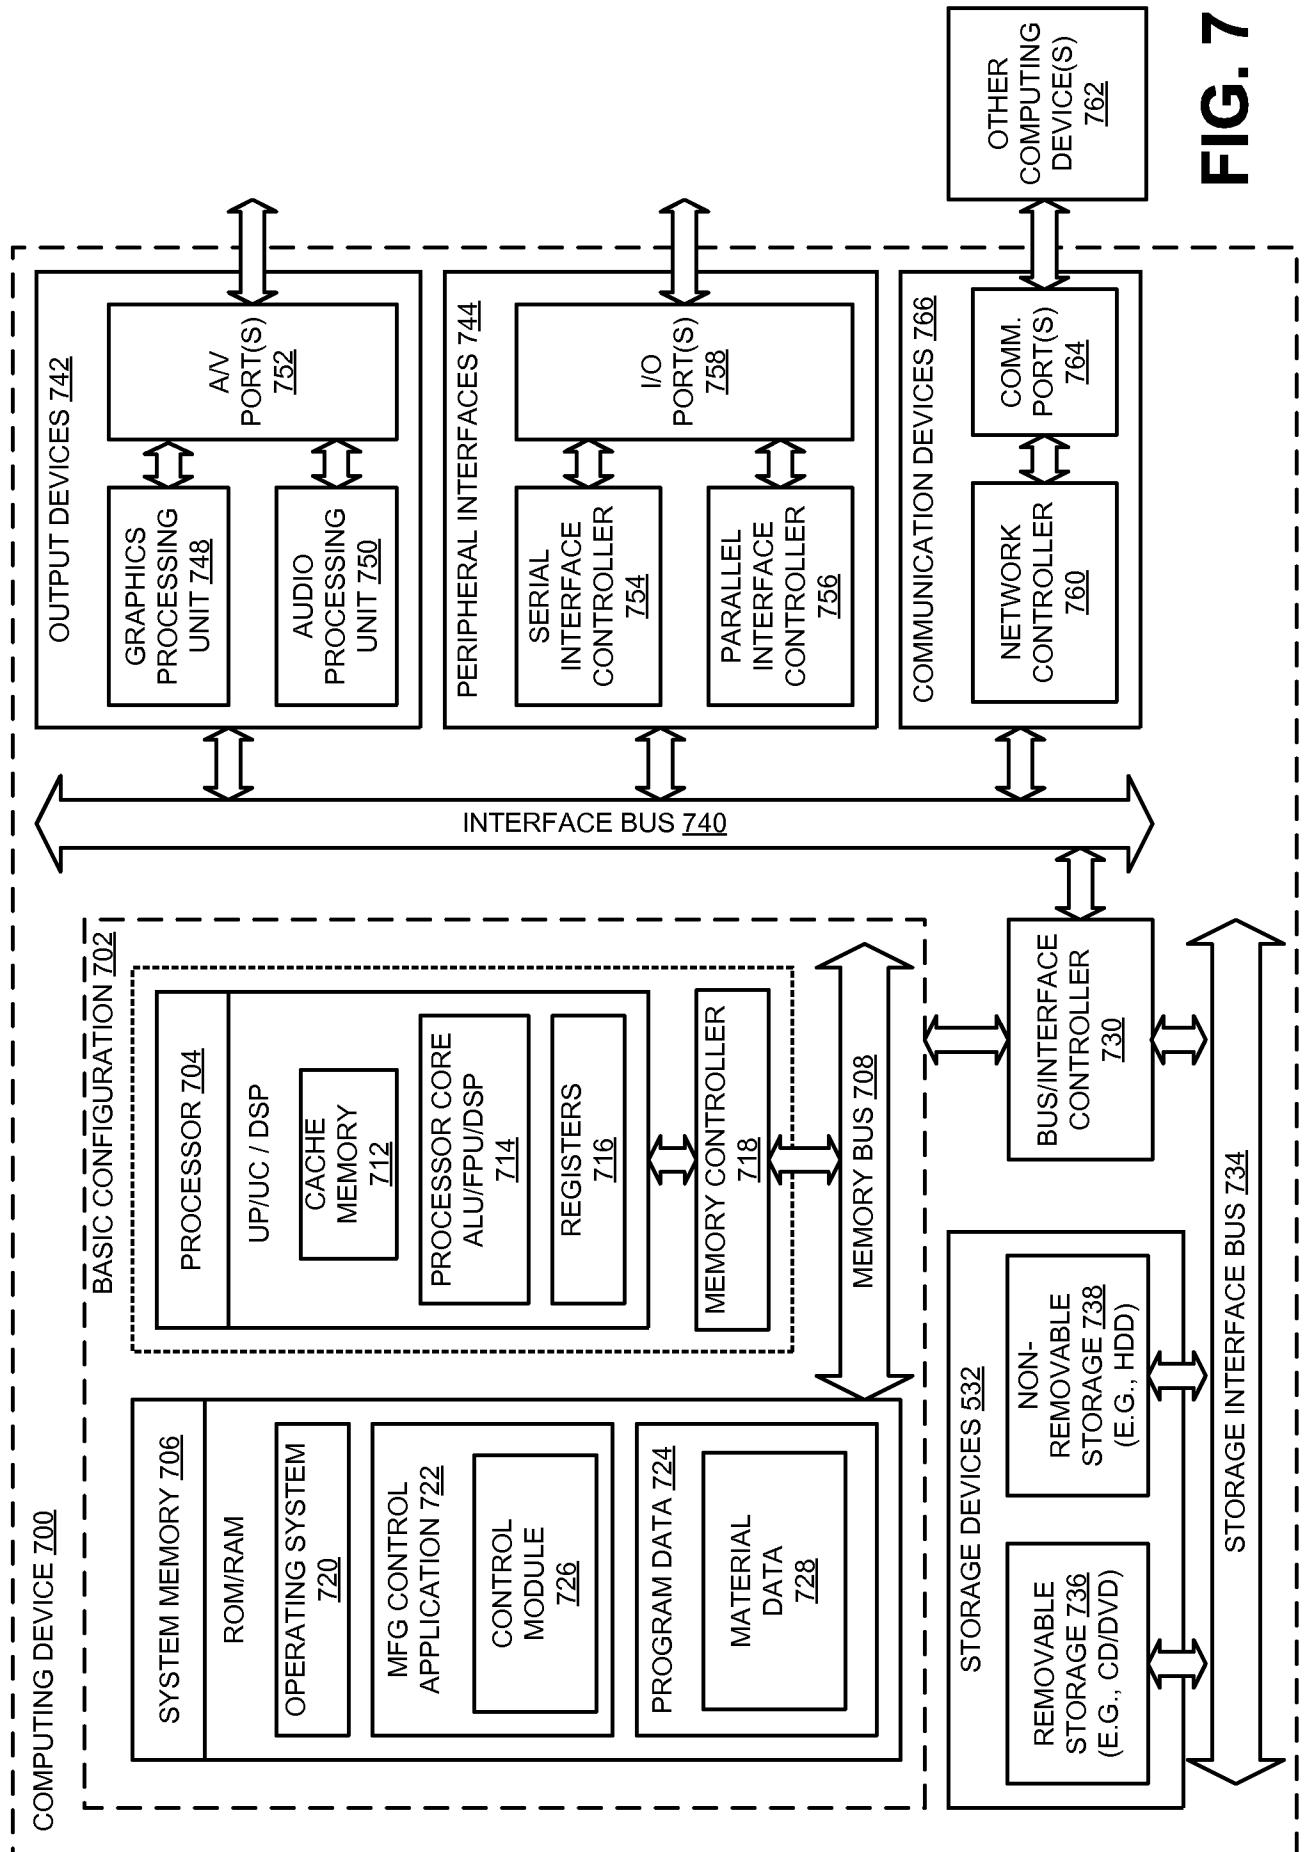 COMPUTING DEVICE 700
BASIC CONFIGURATION 702
SYSTEM MEMORY 706
ROM/RAM
OPERATING SYSTEM
720
MFG CONTROL
APPLICATION 722
CONTROL
MODULE
726
PROGRAM DATA 724
MATERIAL
DATA
728
PROCESSOR 704
UP/UC / DSP
CACHE
MEMORY
712
PROCESSOR CORE
ALU/FPU/DSP
714
REGISTERS
716
MEMORY CONTROLLER
718
MEMORY BUS 708
BUS/INTERFACE
CONTROLLER
730
STORAGE DEVICES 532
REMOVABLE
STORAGE 736
(E.G., CD/DVD)
NON-
REMOVABLE
STORAGE 738
(E.G., HDD)
STORAGE INTERFACE BUS 734
INTERFACE BUS 740
OUTPUT DEVICES 742
GRAPHICS
PROCESSING
UNIT 748
AUDIO
PROCESSING
UNIT 750
A/V
PORT(S)
752
PERIPHERAL INTERFACES 744
SERIAL
INTERFACE
CONTROLLER
754
PARALLEL
INTERFACE
CONTROLLER
756
I/O
PORT(S)
758
COMMUNICATION DEVICES 766
NETWORK
CONTROLLER
760
COMM.
PORT(S)
764
OTHER
COMPUTING
DEVICE(S)
762
FIG. 7